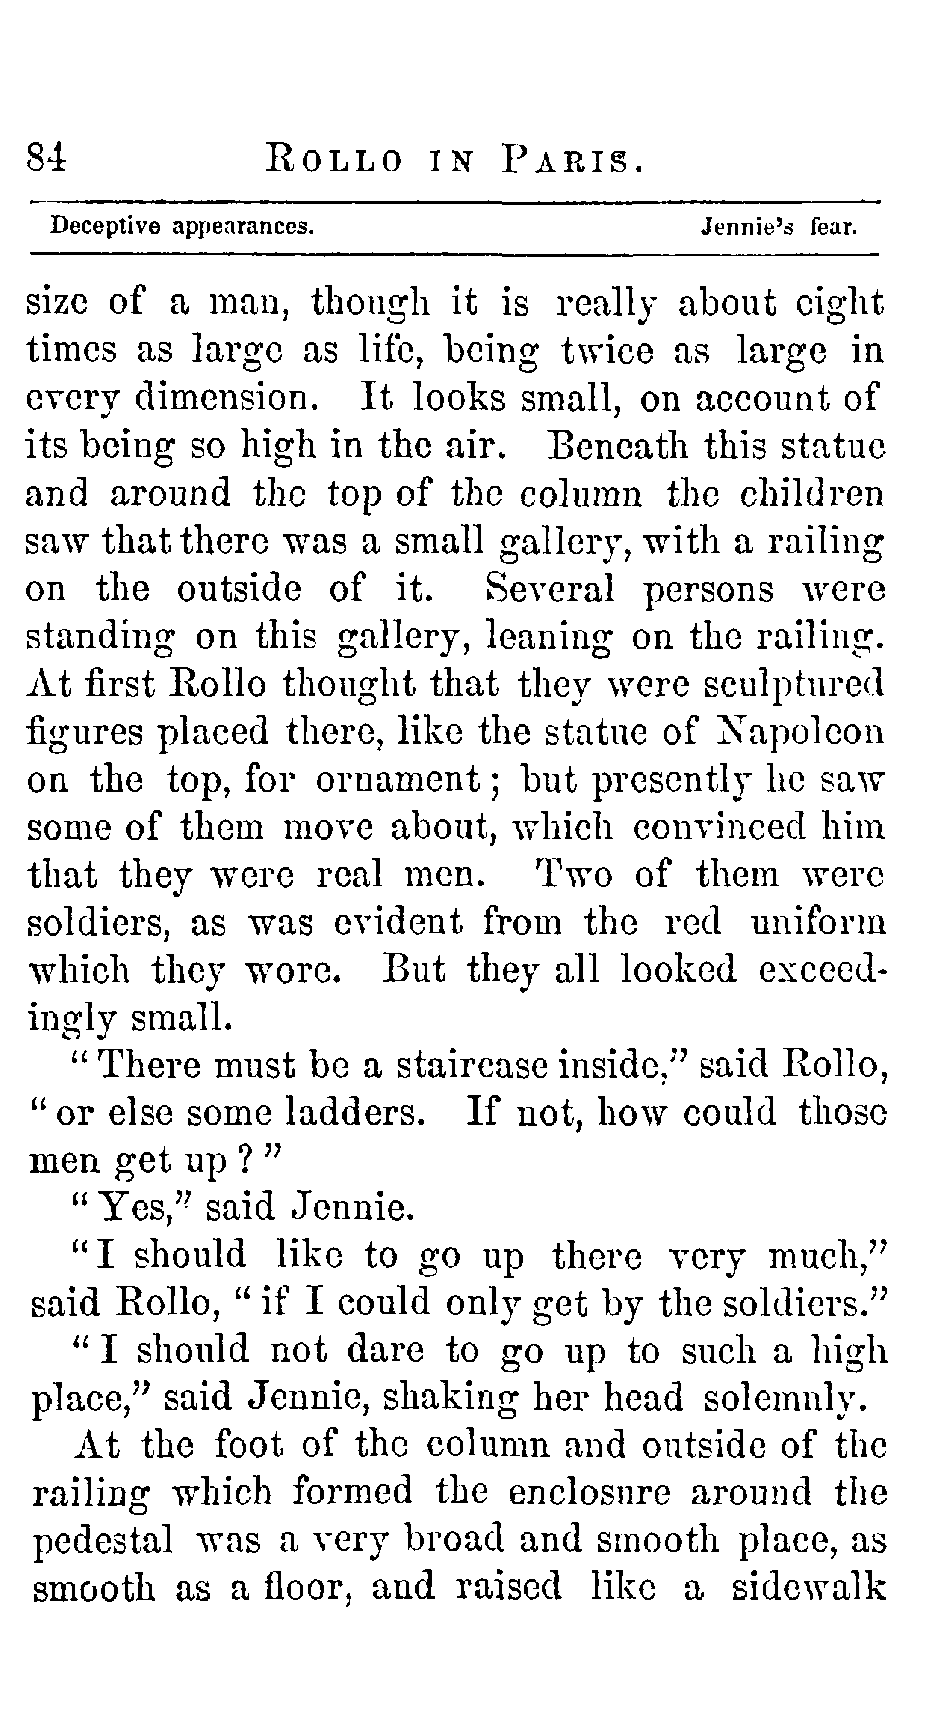 84 ROLLO IN PARIS.
Deceptive appearances. Jennie's fear.
size of a man, though it is really about eight
times as large as life, being twice as large in
every dimension. It looks small, on account of
its being so high in the air. Beneath this statue
and around the top of the column the children
saw that there was a small gallery, with a railing
on the outside of it. Several persons were
standing on this gallery, leaning on the railing.
At first Rollo thought that they were sculptured
figures placed there, like the statue of Napoleon
on the top, for ornament; but presently he saw
some of them move about, which convinced him
that they were real men. Two of them were
soldiers, as was evident from the red uniform
which they wore. But they all looked exceed-
ingly small.
"There must be a staircase inside," said Rollo,
"or else some ladders. If not, how could those
men get up?"
"Yes," said Jennie.
"I should like to go up there very much,"
said Rollo, "if I could only get by the soldiers."
"I should not dare to go up to such a high
place," said Jennie, shaking her head solemnly.
At the foot of the column and outside of the
railing which formed the enclosure around the
pedestal was a very broad and smooth place, as
smooth as a floor, and raised like a sidewalk